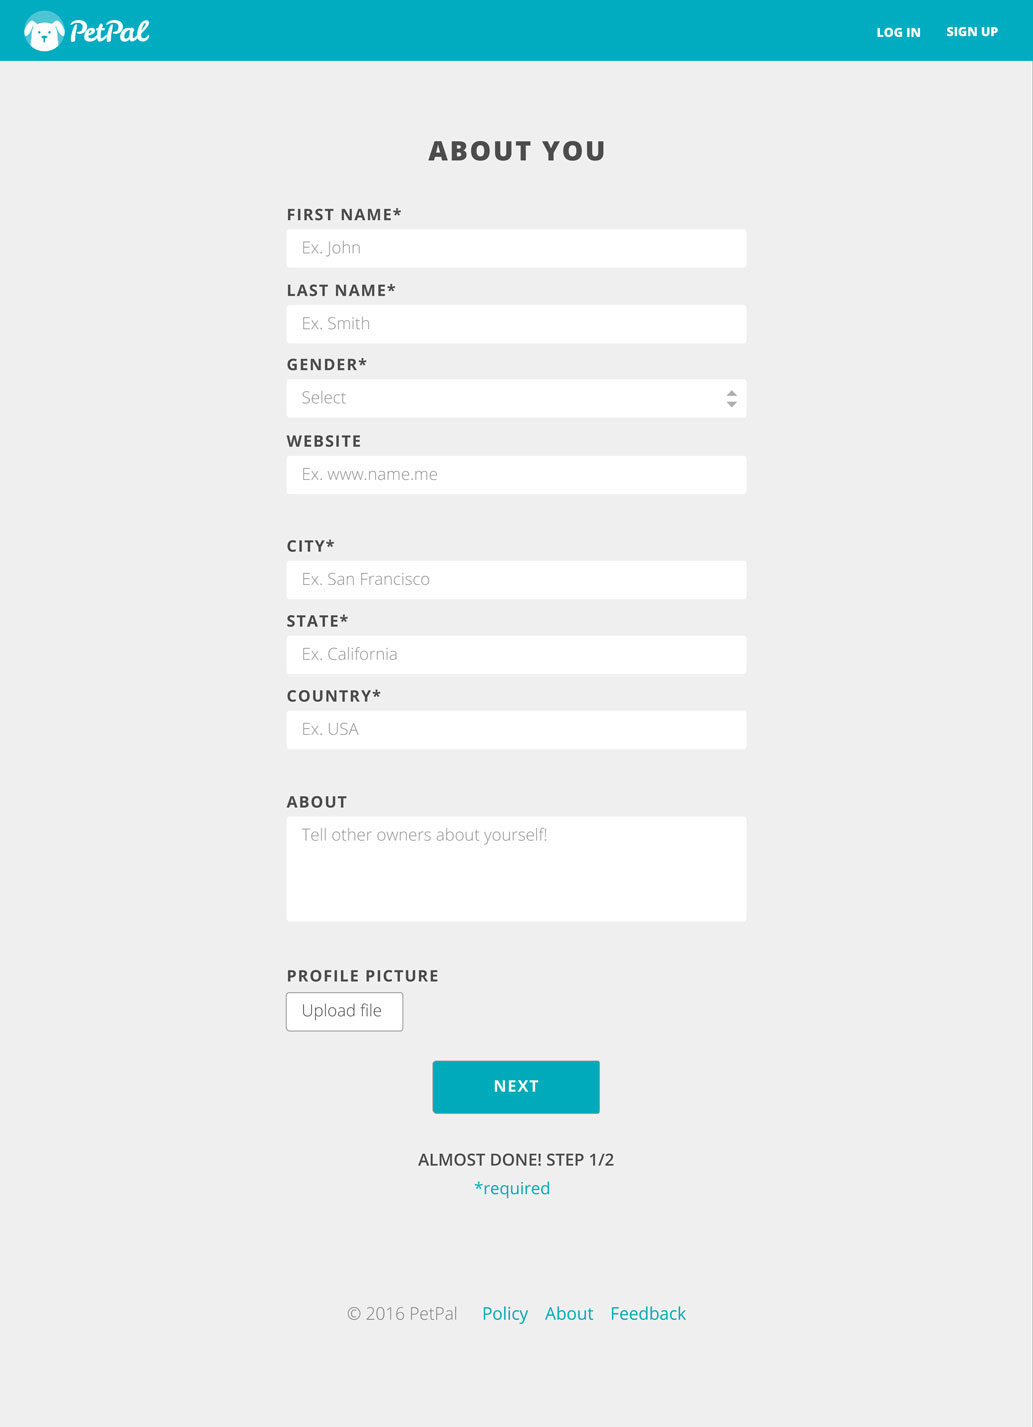 PetPal
LOG IN
SIGN UP
ABOUT YOU
FIRST NAME*
Ex. John
LAST NAME*
Ex. Smith
GENDER*
Select
WEBSITE
Ex. www.name.me
CITY*
Ex. San Francisco
STATE*
Ex. California
COUNTRY*
Ex. USA
ABOUT
Tell other owners about yourself!
PROFILE PICTURE
Upload file
NEXT
ALMOST DONE! STEP 1/2
*required
© 2016 PetPal Policy About Feedback